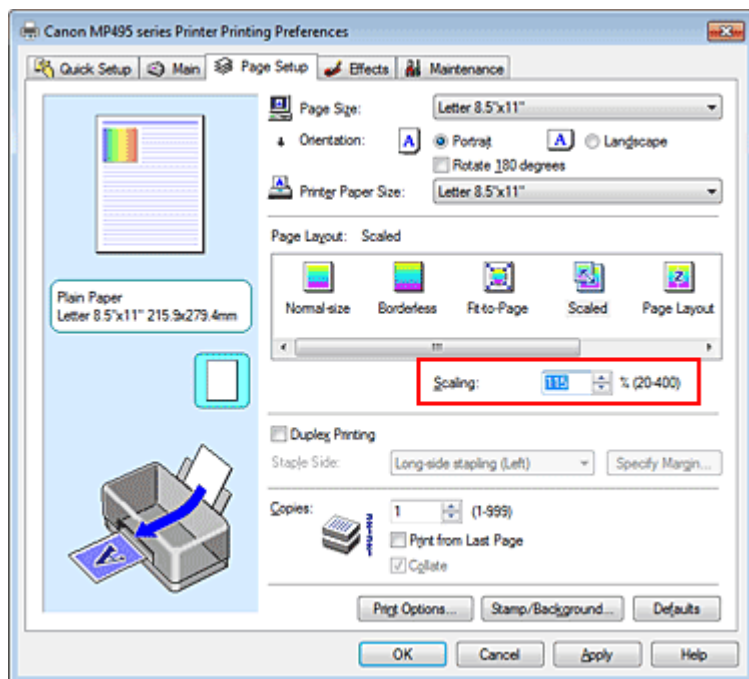 Canon MP495 series Printer Printing Preferences
Quick Setup Main Page Setup Effects Maintenance
Page Size: Letter 8.5"x11"
Orientation: A Portrait A Landscape
Rotate 180 degrees
Printer Paper Size: Letter 8.5"x11"
Page Layout: Scaled
Normal-size Borderless Fit-to-Page Scaled Page Layout
Plain Paper
Letter 8.5"x11" 215.9x279.4mm
Scaling: 115 % (20-400)
Duplex Printing
Staple Side: Long-side stapling (Left) Specify Margin...
Copies: 1 (1-999)
Print from Last Page
Collate
Print Options... Stamp/Background... Defaults
OK Cancel Apply Help